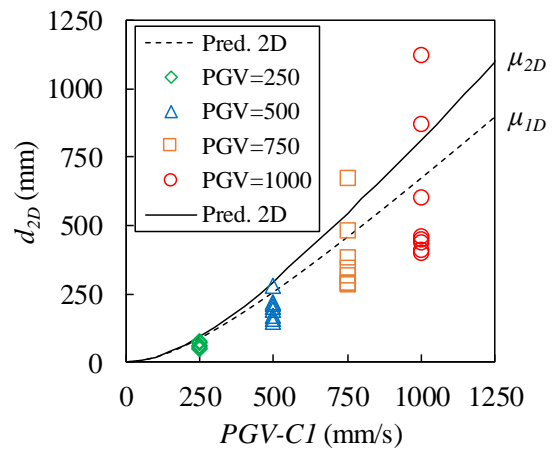 1250
1000
750
500
250
0
d2D (mm)
Pred. 2D
PGV=250
PGV=500
PGV=750
PGV=1000
Pred. 2D
μ2D
μ1D
0 250 500 750 1000 1250
PGV-C1 (mm/s)